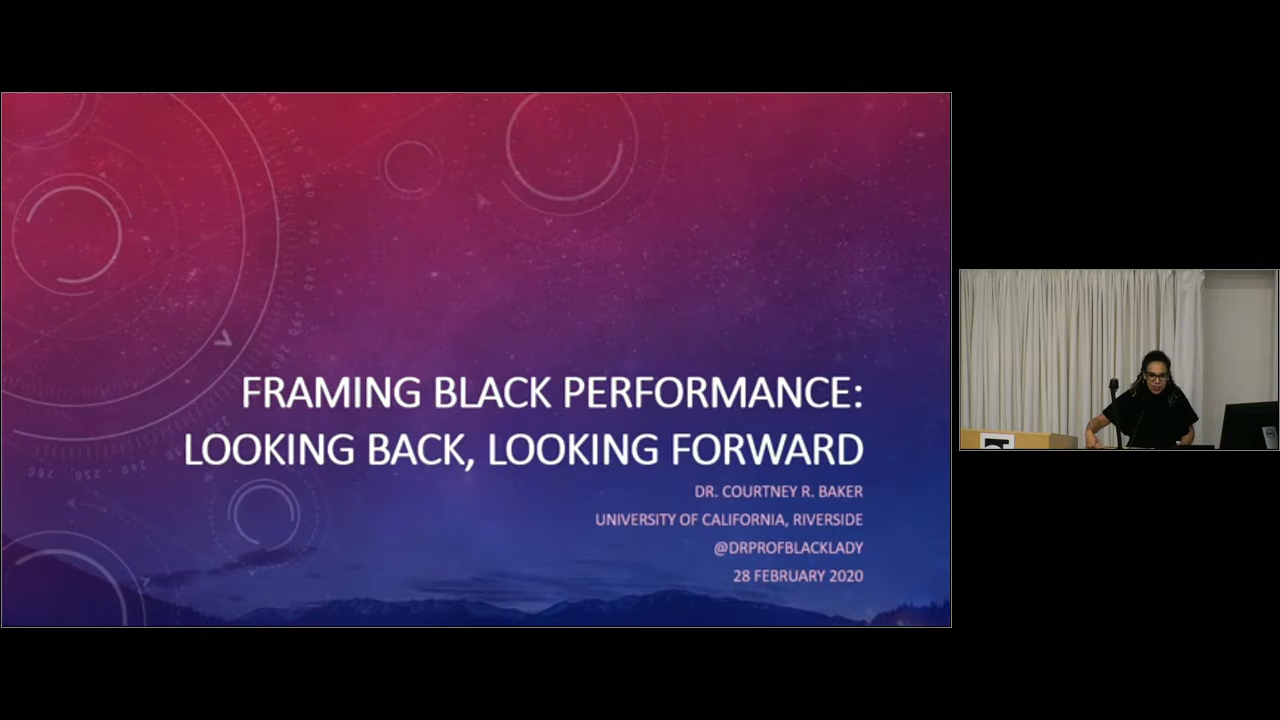 FRAMING BLACK PERFORMANCE:
LOOKING BACK, LOOKING FORWARD
DR. COURTNEY R. BAKER
UNIVERSITY OF CALIFORNIA, RIVERSIDE
@DRPROFBLACKLADY
28 FEBRUARY 2020